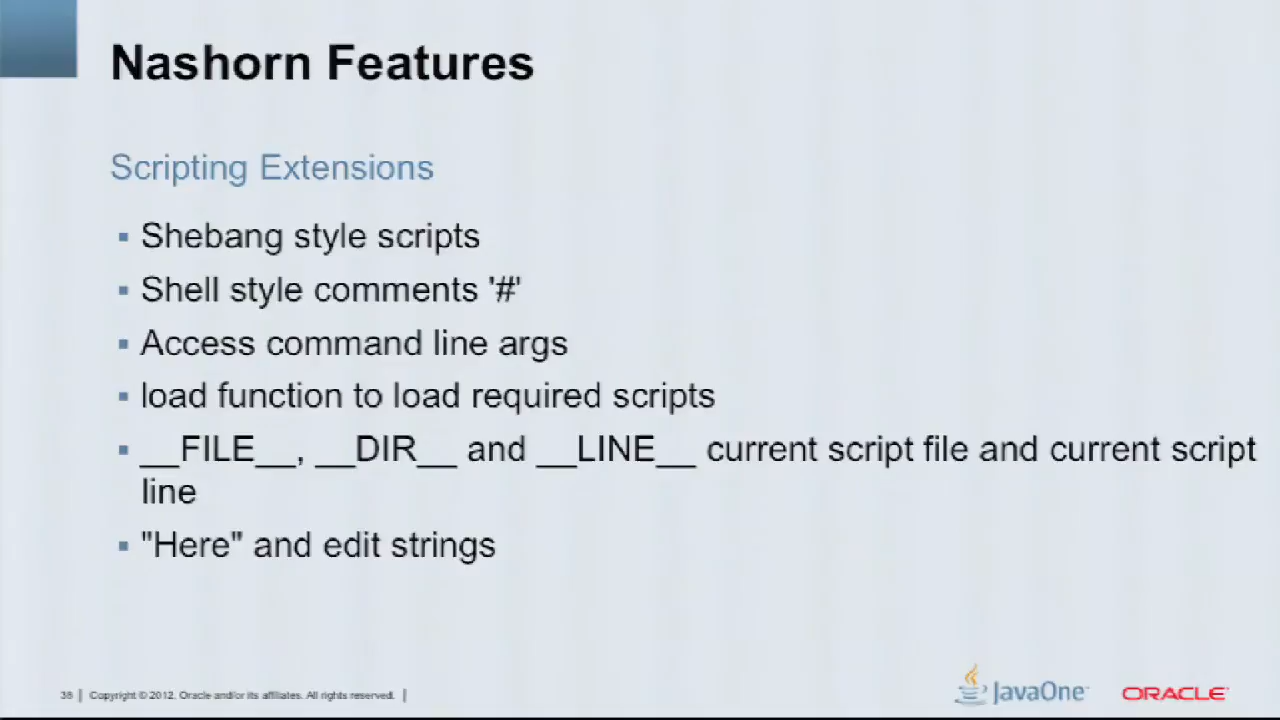 Nashorn Features
Scripting Extensions
▪ Shebang style scripts
▪ Shell style comments '#'
▪ Access command line args
▪ load function to load required scripts
▪ __FILE__, __DIR__ and __LINE__ current script file and current script
line
▪ "Here" and edit strings
Copyright © 2012, Oracle and/or its affiliates. All rights reserved.
JavaOne™
ORACLE®